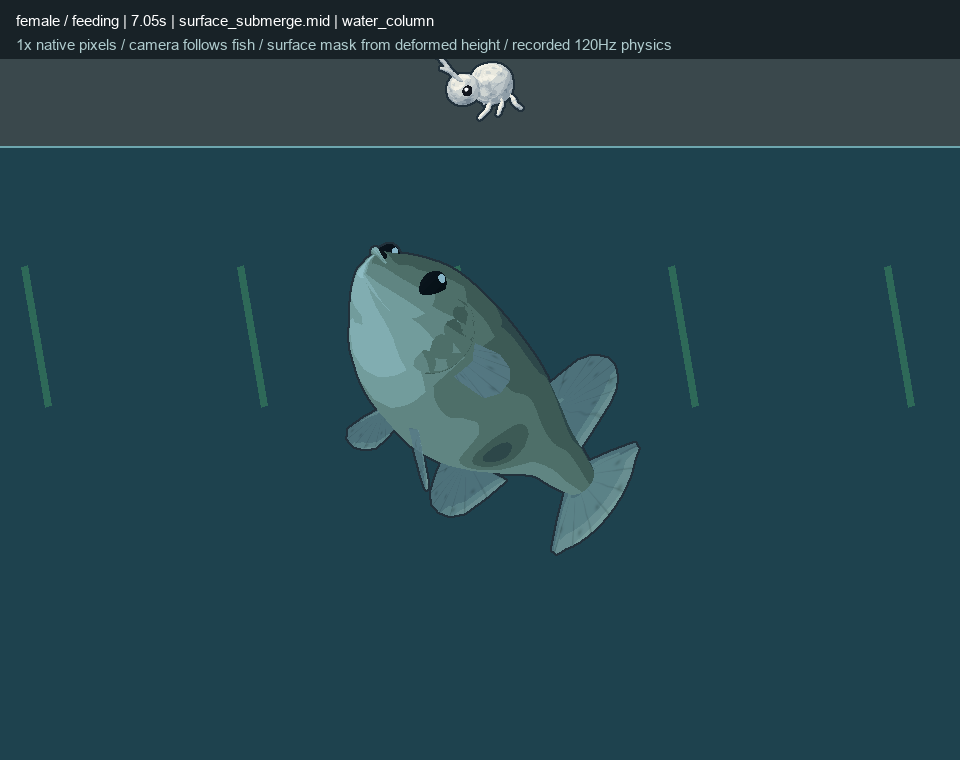 female / feeding | 7.05s | surface_submerge.mid | water_column
1x native pixels / camera follows fish / surface mask from deformed height / recorded 120Hz physics